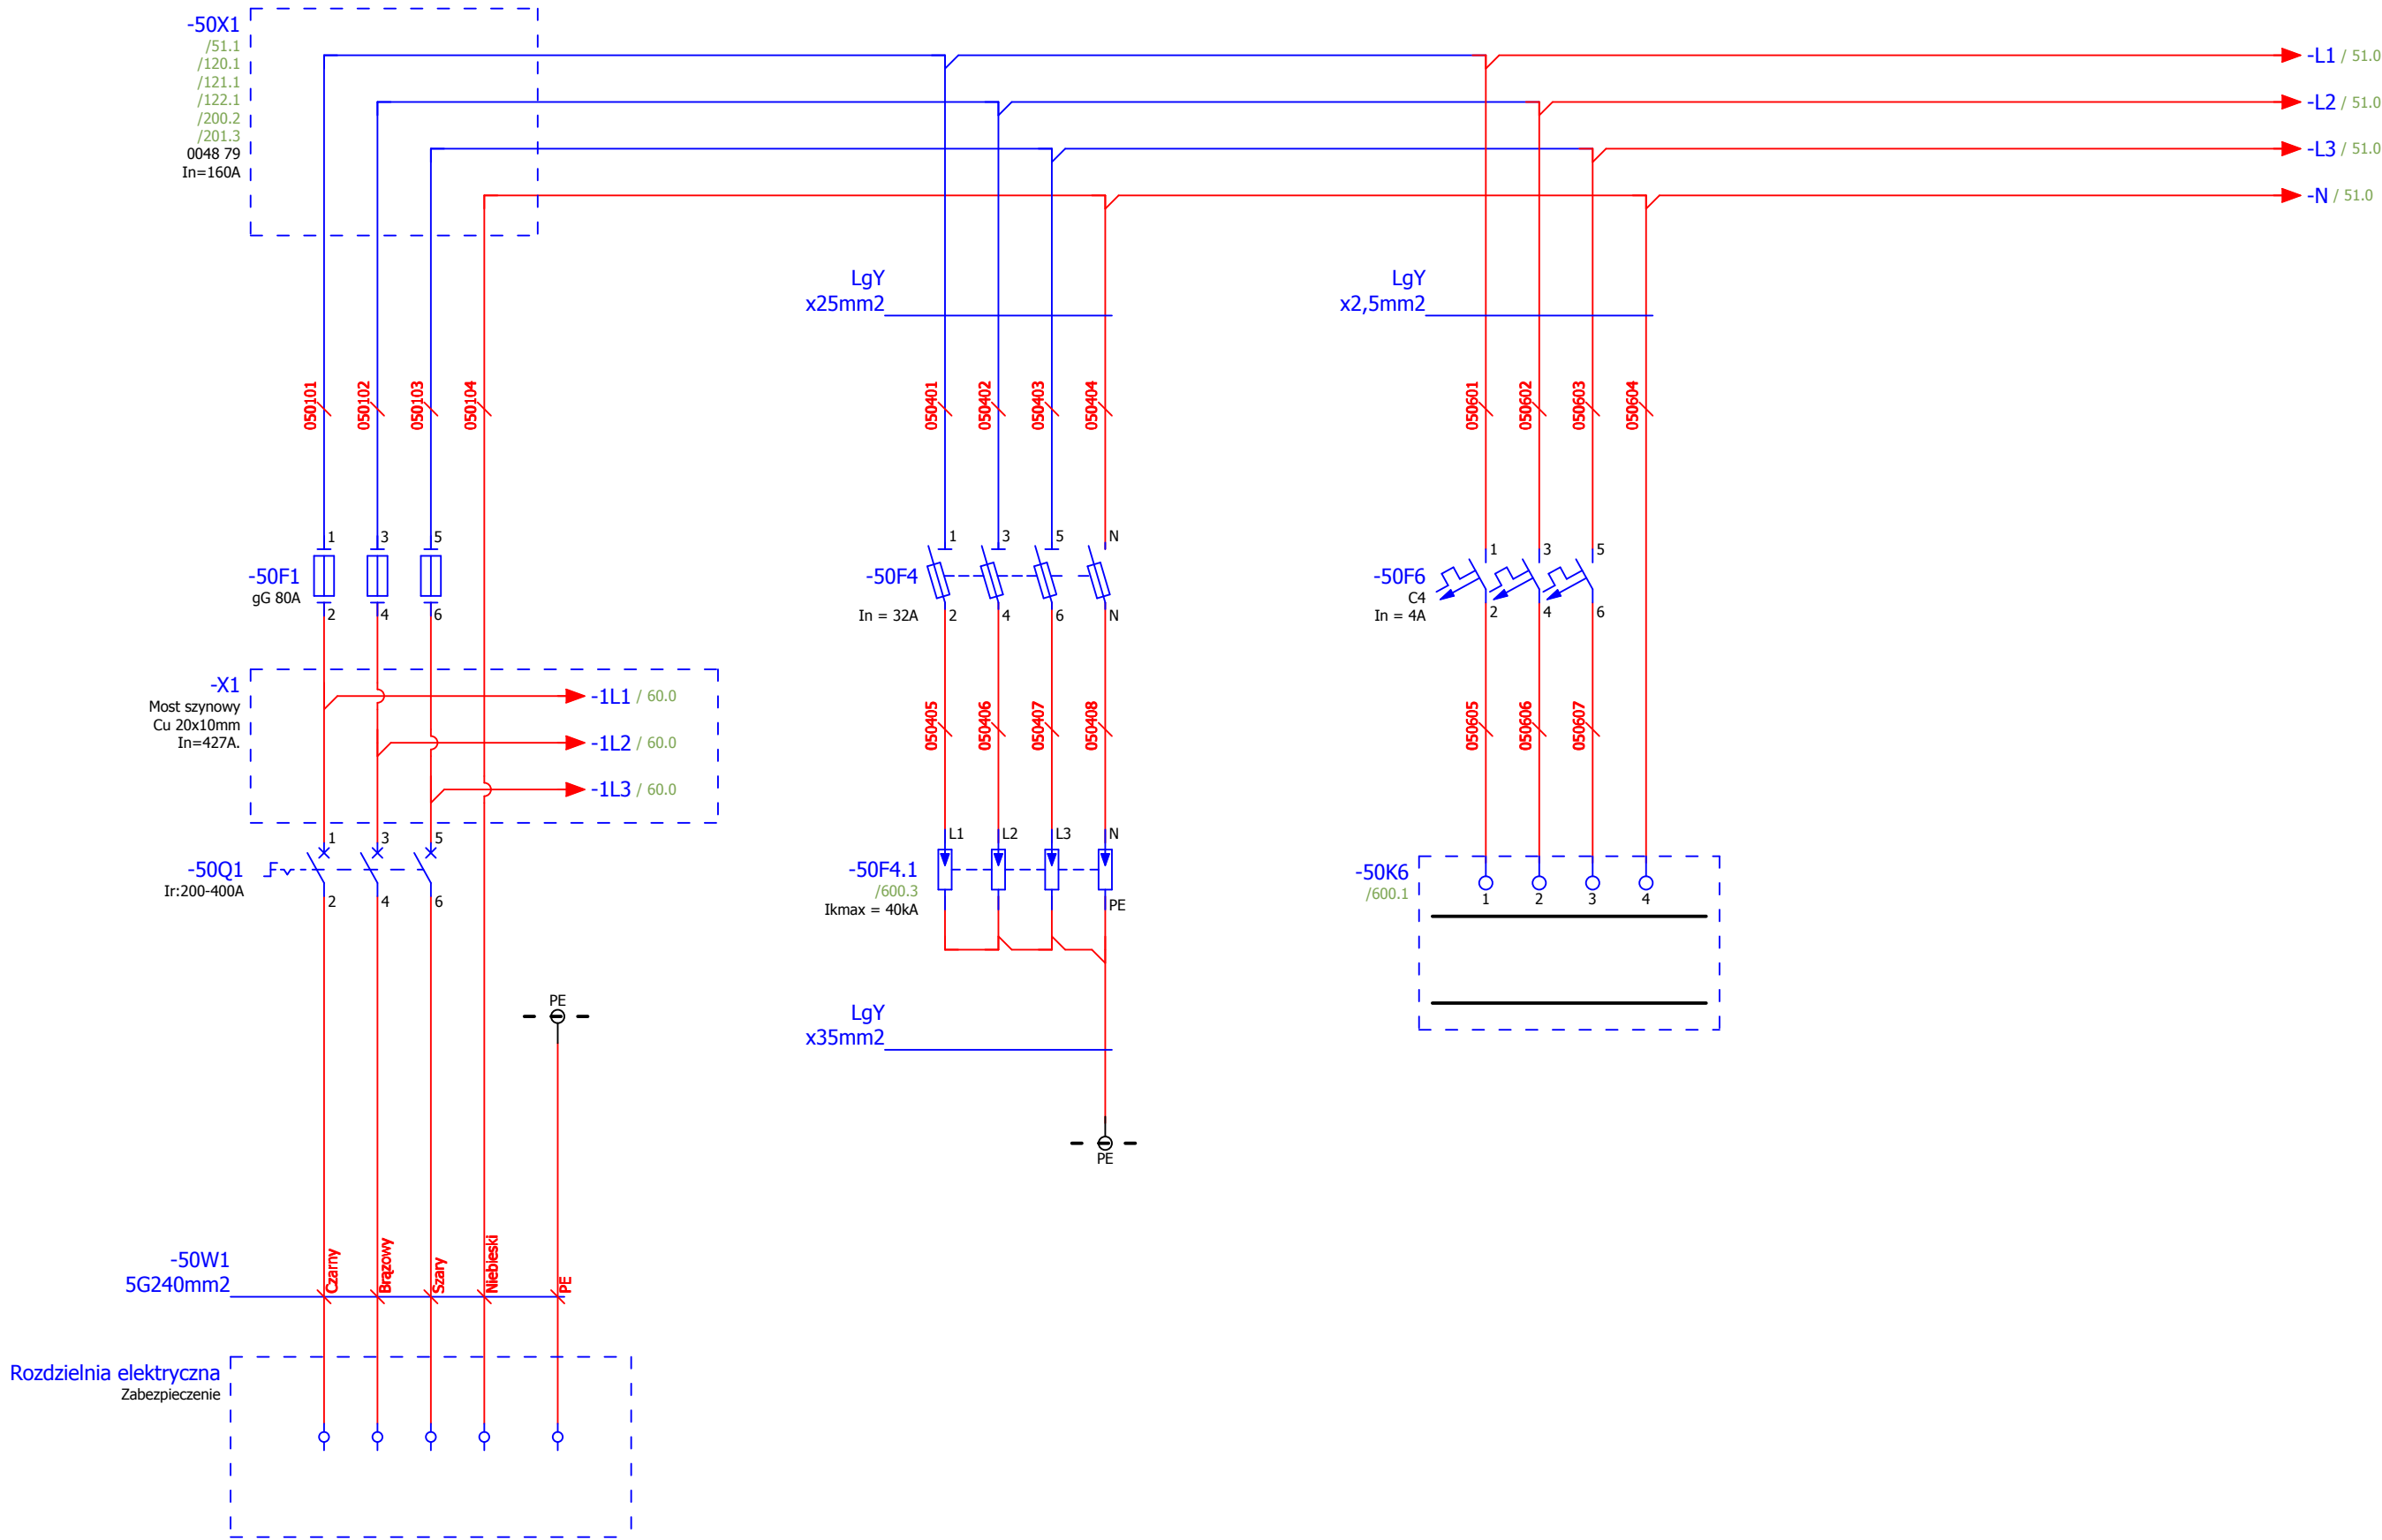 -50X1
/51.1
/120.1
/121.1
/122.1
/200.2
/201.3
0048 79
In=160A
-L1 / 51.0
-L2 / 51.0
-L3 / 51.0
-N / 51.0
LgY
x25mm2
LgY
x2,5mm2
050101
050102
050103
050104
050401
050402
050403
050404
050601
050602
050603
050604
-50F1
gG 80A
1
3
5
2
4
6
-50F4
In = 32A
1
3
5
N
2
4
6
N
-50F6
C4
In = 4A
1
3
5
2
4
6
-X1
Most szynowy
Cu 20x10mm
In=427A.
-1L1 / 60.0
-1L2 / 60.0
-1L3 / 60.0
050405
050406
050407
050408
050605
050606
050607
-50Q1
Ir:200-400A
1
3
5
2
4
6
-50F4.1
/600.3
Ikmax = 40kA
L1
L2
L3
N
PE
-50K6
/600.1
1
2
3
4
PE
LgY
x35mm2
PE
-50W1
5G240mm2
Czarny
Brązowy
Szary
Niebieski
PE
Rozdzielnia elektryczna
Zabezpieczenie